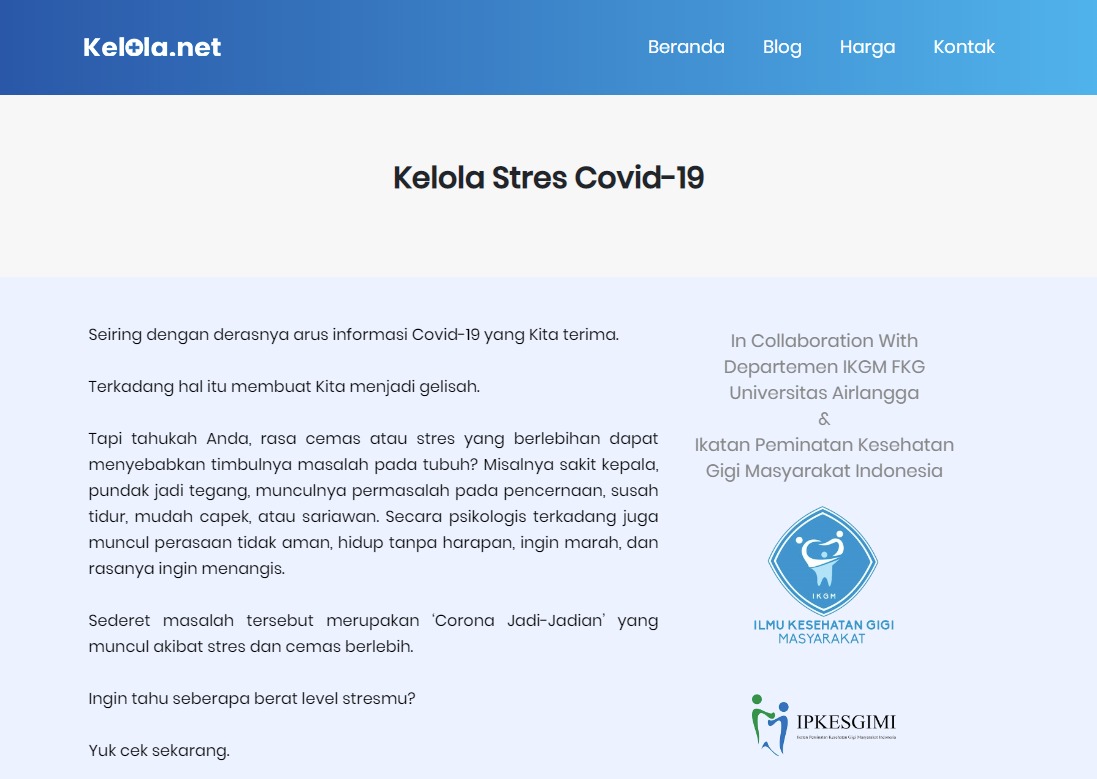 Kelola.net
Beranda
Blog
Harga
Kontak
Kelola Stres Covid-19
Seiring dengan derasnya arus informasi Covid-19 yang Kita terima.
Terkadang hal itu membuat Kita menjadi gelisah.
Tapi tahukah Anda, rasa cemas atau stres yang berlebihan dapat
menyebabkan timbulnya masalah pada tubuh? Misalnya sakit kepala,
pundak jadi tegang, munculnya permasalah pada pencernaan, susah
tidur, mudah capek, atau sariawan. Secara psikologis terkadang juga
muncul perasaan tidak aman, hidup tanpa harapan, ingin marah, dan
rasanya ingin menangis.
Sederet masalah tersebut merupakan ‘Corona Jadi-Jadian’ yang
muncul akibat stres dan cemas berlebih.
Ingin tahu seberapa berat level stresmu?
Yuk cek sekarang.
In Collaboration With
Departemen IKGM FKG
Universitas Airlangga
&
Ikatan Peminatan Kesehatan
Gigi Masyarakat Indonesia
IKGM
ILMU KESEHATAN GIGI
MASYARAKAT
IPKESGIMI
Ikatan Peminatan Kesehatan Gigi Masyarakat Indonesia